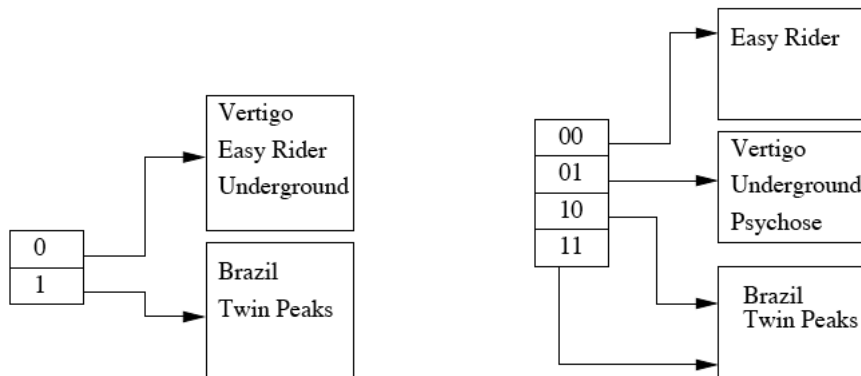 0
1
Vertigo
Easy Rider
Underground
Brazil
Twin Peaks
00
01
10
11
Easy Rider
Vertigo
Underground
Psychose
Brazil
Twin Peaks